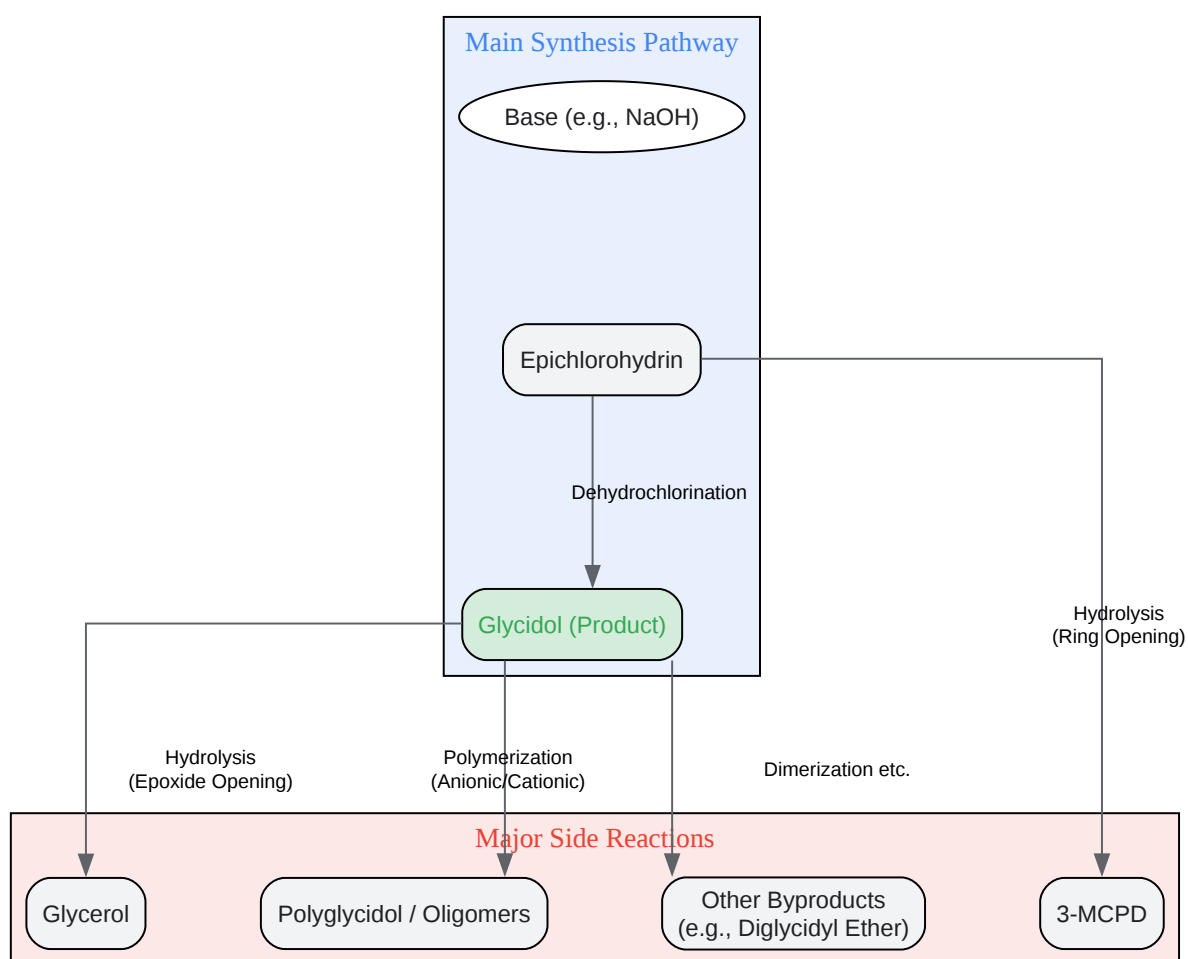 Main Synthesis Pathway
Base (e.g., NaOH)
Epichlorohydrin
Dehydrochlorination
Glycidol (Product)
Hydrolysis
(Ring Opening)
Hydrolysis
(Epoxide Opening)
Polymerization
(Anionic/Cationic)
Dimerization etc.
Major Side Reactions
Glycerol
Polyglycidol / Oligomers
Other Byproducts
(e.g., Diglycidyl Ether)
3-MCPD